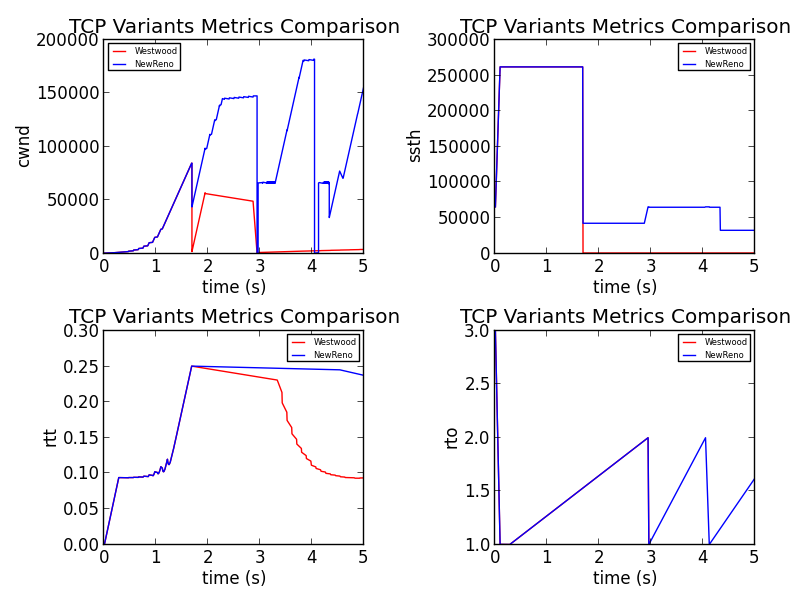 TCP Variants Metrics Comparison
200000
150000
100000
50000
0
cwnd
Westwood
NewReno
0 1 2 3 4 5
time (s)
TCP Variants Metrics Comparison
300000
250000
200000
150000
100000
50000
0
ssth
Westwood
NewReno
0 1 2 3 4 5
time (s)
TCP Variants Metrics Comparison
0.30
0.25
0.20
0.15
0.10
0.05
0.00
rtt
Westwood
NewReno
0 1 2 3 4 5
time (s)
TCP Variants Metrics Comparison
3.0
2.5
2.0
1.5
1.0
rto
Westwood
NewReno
0 1 2 3 4 5
time (s)